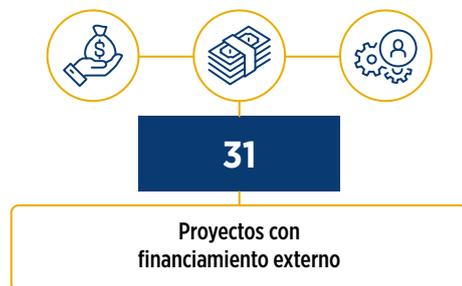 31
Proyectos con
financiamiento externo